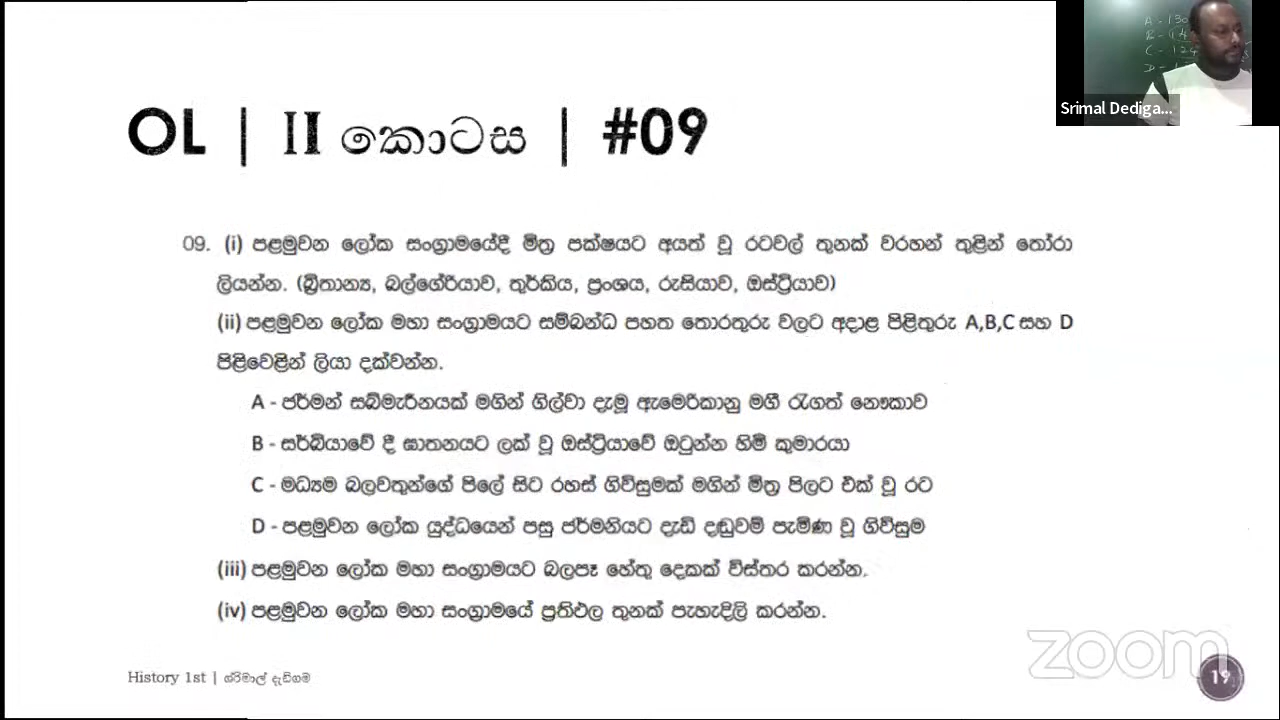 A - 130
B -
C - 124
D -
Srimal Dediga...
OL | II කොටස | #09
09. (i) පළමුවන ලෝක සංග්‍රාමයේදී මිත්‍ර පක්ෂයට අයත් වූ රටවල් තුනක් වරහන් තුළින් තෝරා
ලියන්න. (බ්‍රිතාන්‍ය, බල්ගේරියාව, තුර්කිය, ප්‍රංශය, රුසියාව, ඔස්ට්‍රියාව)
(ii) පළමුවන ලෝක මහා සංග්‍රාමයට සම්බන්ධ පහත තොරතුරු වලට අදාළ පිළිතුරු A,B,C සහ D
පිළිවෙළින් ලියා දක්වන්න.
A - ජර්මන් සබ්මැරීනයක් මගින් ගිල්වා දැමූ ඇමෙරිකානු මගී රැගත් නෞකාව
B - සර්බියාවේ දී ඝාතනයට ලක් වූ ඔස්ට්‍රියාවේ ඔටුන්න හිමි කුමාරයා
C - මධ්‍යම බලවතුන්ගේ පිලේ සිට රහස් ගිවිසුමක් මගින් මිත්‍ර පිලට එක් වූ රට
D - පළමුවන ලෝක යුද්ධයෙන් පසු ජර්මනියට දැඩි දඬුවම් පැමිණ වූ ගිවිසුම
(iii) පළමුවන ලෝක මහා සංග්‍රාමයට බලපෑ හේතු දෙකක් විස්තර කරන්න.
(iv) පළමුවන ලෝක මහා සංග්‍රාමයේ ප්‍රතිඵල තුනක් පැහැදිලි කරන්න.
zoom
History 1st | ශ්‍රිමාල් දැඩිගම
19